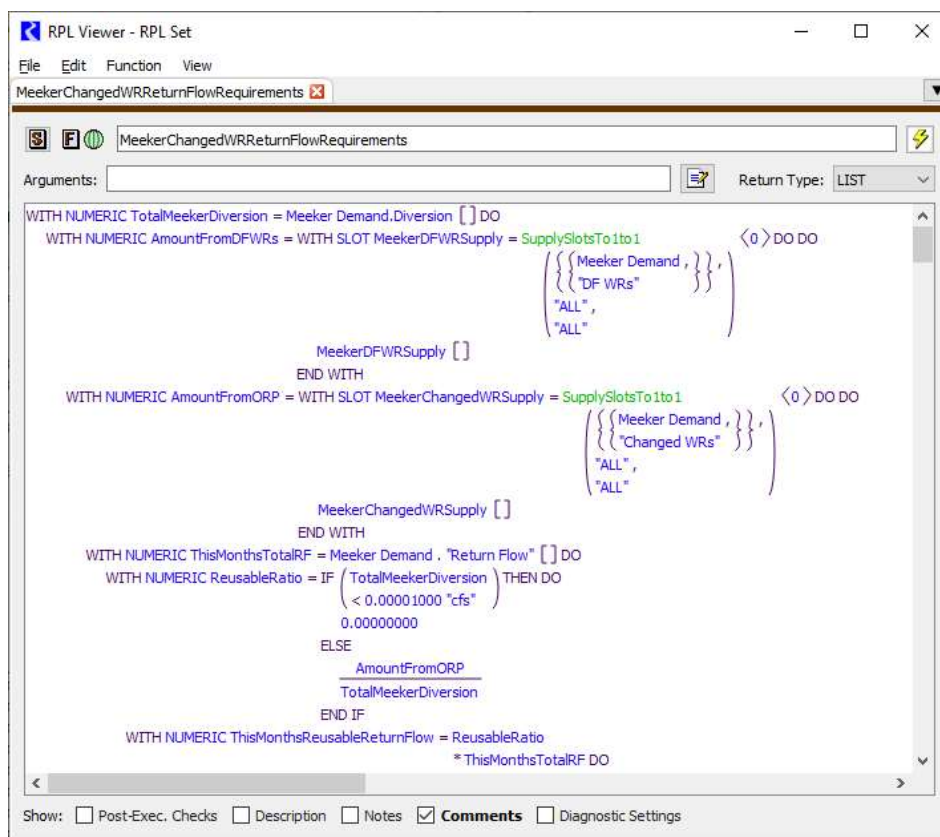 RPL Viewer - RPL Set
File Edit Function View
MeekerChangedWRReturnFlowRequirements
S F MeekerChangedWRReturnFlowRequirements
Arguments: Return Type: LIST
WITH NUMERIC TotalMeekerDiversion = Meeker Demand.Diversion [ ] DO
WITH NUMERIC AmountFromDFWRs = WITH SLOT MeekerDFWRSupply = SupplySlotsTo1to1 〈0〉 DO DO
( { { Meeker Demand , } } ,
"DF WRs"
"ALL" ,
"ALL" )
MeekerDFWRSupply [ ]
END WITH
WITH NUMERIC AmountFromORP = WITH SLOT MeekerChangedWRSupply = SupplySlotsTo1to1 〈0〉 DO DO
( { { Meeker Demand , } } ,
"Changed WRs"
"ALL" ,
"ALL" )
MeekerChangedWRSupply [ ]
END WITH
WITH NUMERIC ThisMonthsTotalRF = Meeker Demand . "Return Flow" [ ] DO
WITH NUMERIC ReusableRatio = IF ( TotalMeekerDiversion ) THEN DO
< 0.00001000 "cfs"
0.00000000
ELSE
AmountFromORP
TotalMeekerDiversion
END IF
WITH NUMERIC ThisMonthsReusableReturnFlow = ReusableRatio
* ThisMonthsTotalRF DO
Show: Post-Exec. Checks Description Notes Comments Diagnostic Settings